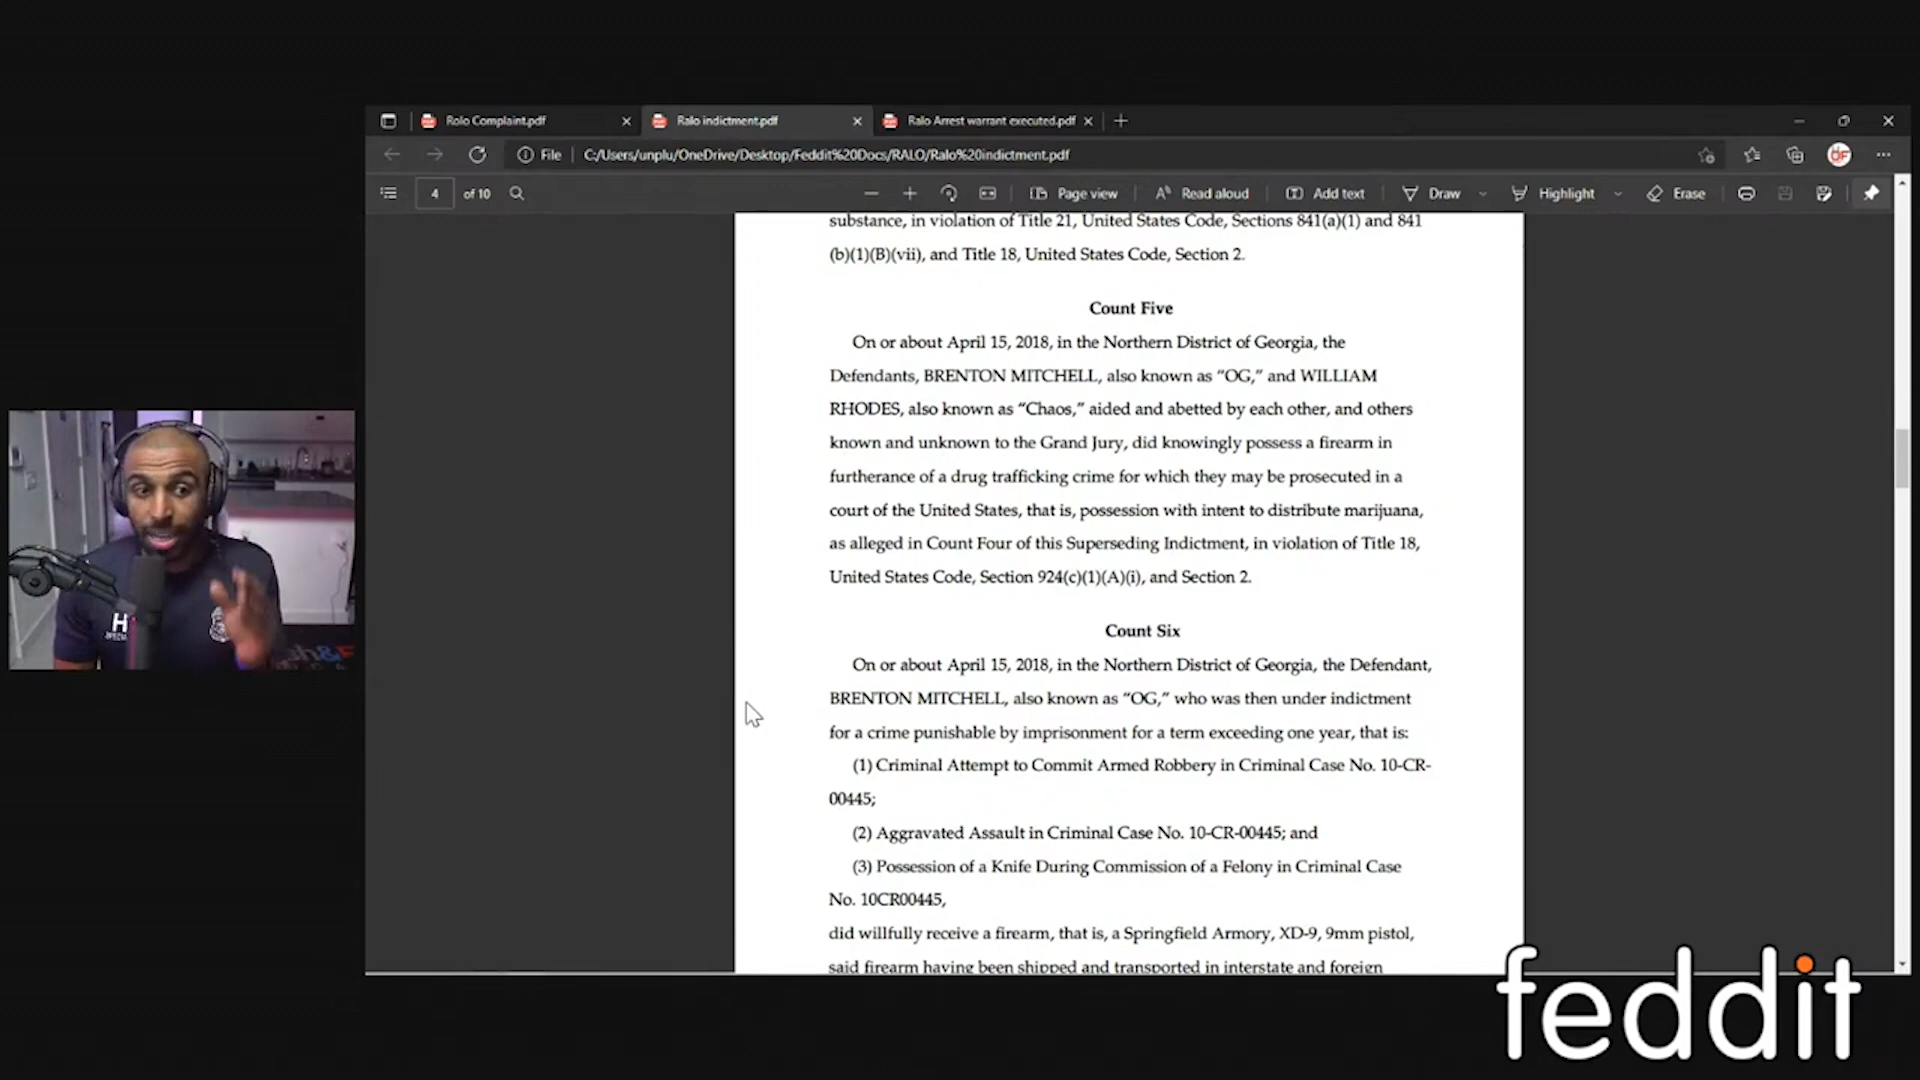 Rolo Complaint.pdf
Ralo indictment.pdf
Ralo Arrest warrant executed.pdf
File
C:/Users/unplu/OneDrive/Desktop/Feddit%20Docs/RALO/Ralo%20indictment.pdf
4 of 10
Page view
Read aloud
Add text
Draw
Highlight
Erase
substance, in violation of Title 21, United States Code, Sections 841(a)(1) and 841
(b)(1)(B)(vii), and Title 18, United States Code, Section 2.
Count Five
On or about April 15, 2018, in the Northern District of Georgia, the
Defendants, BRENTON MITCHELL, also known as “OG,” and WILLIAM
RHODES, also known as “Chaos,” aided and abetted by each other, and others
known and unknown to the Grand Jury, did knowingly possess a firearm in
furtherance of a drug trafficking crime for which they may be prosecuted in a
court of the United States, that is, possession with intent to distribute marijuana,
as alleged in Count Four of this Superseding Indictment, in violation of Title 18,
United States Code, Section 924(c)(1)(A)(i), and Section 2.
Count Six
On or about April 15, 2018, in the Northern District of Georgia, the Defendant,
BRENTON MITCHELL, also known as “OG,” who was then under indictment
for a crime punishable by imprisonment for a term exceeding one year, that is:
(1) Criminal Attempt to Commit Armed Robbery in Criminal Case No. 10-CR-
00445;
(2) Aggravated Assault in Criminal Case No. 10-CR-00445; and
(3) Possession of a Knife During Commission of a Felony in Criminal Case
No. 10CR00445,
did willfully receive a firearm, that is, a Springfield Armory, XD-9, 9mm pistol,
said firearm having been shipped and transported in interstate and foreign
feddit